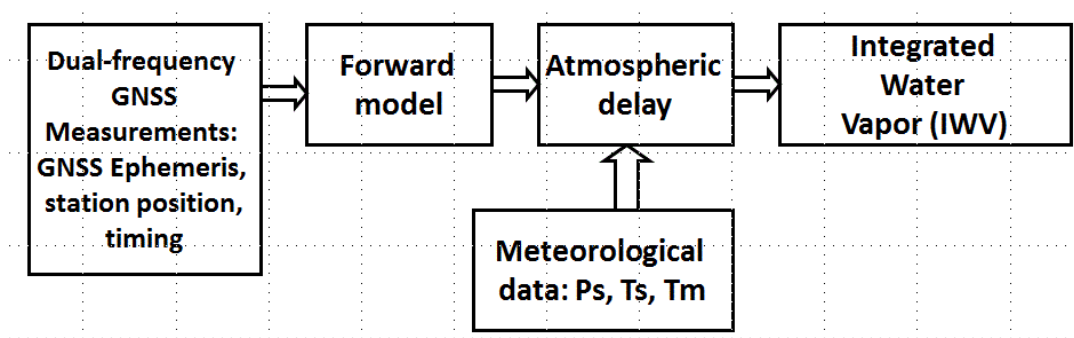 Dual-frequency
GNSS
Measurements:
GNSS Ephemeris,
station position,
timing
Forward
model
Atmospheric
delay
Integrated
Water
Vapor (IWV)
Meteorological
data: Ps, Ts, Tm